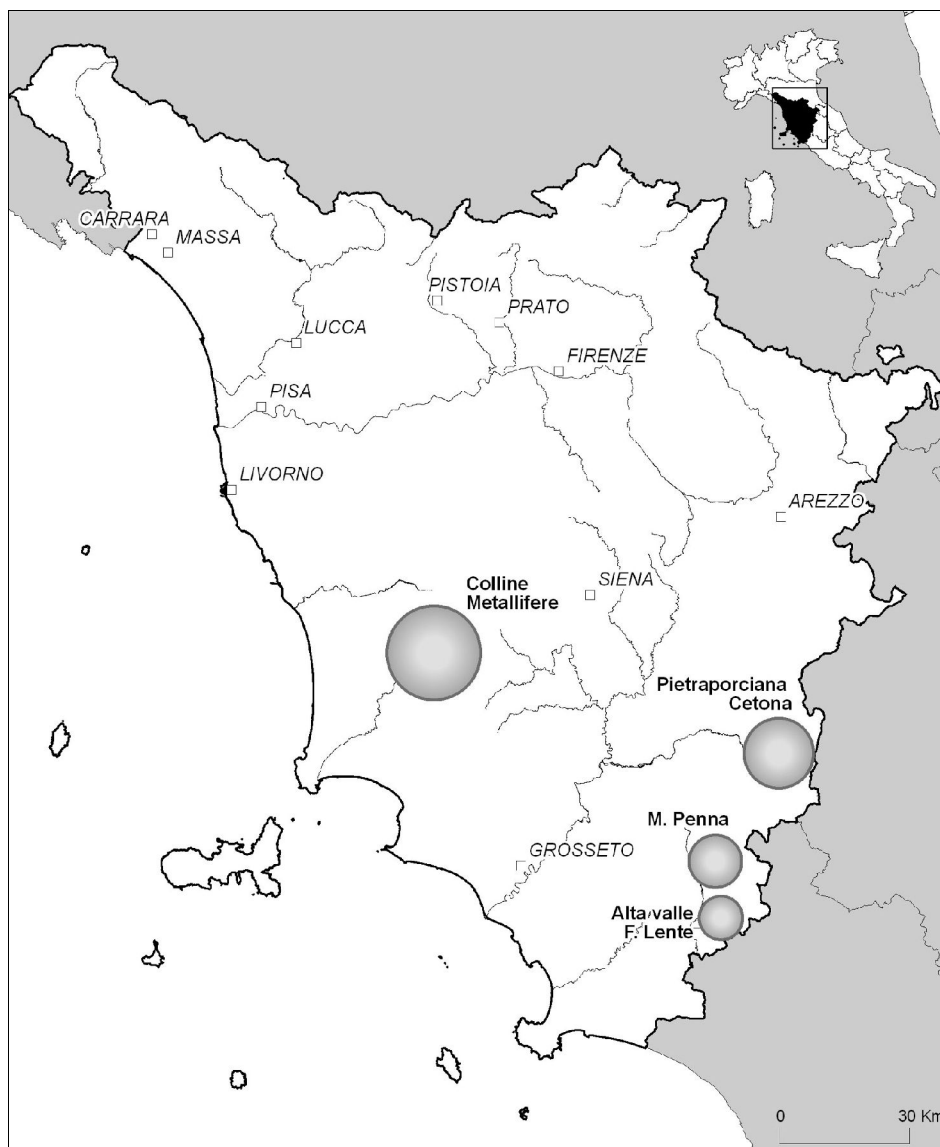 CARRARA
MASSA
PISTOIA
PRATO
LUCCA
FIRENZE
PISA
LIVORNO
AREZZO
SIENA
Colline
Metallifere
Pietraporciana
Cetona
M. Penna
GROSSETO
Alta valle
F. Lente
0 30 Km